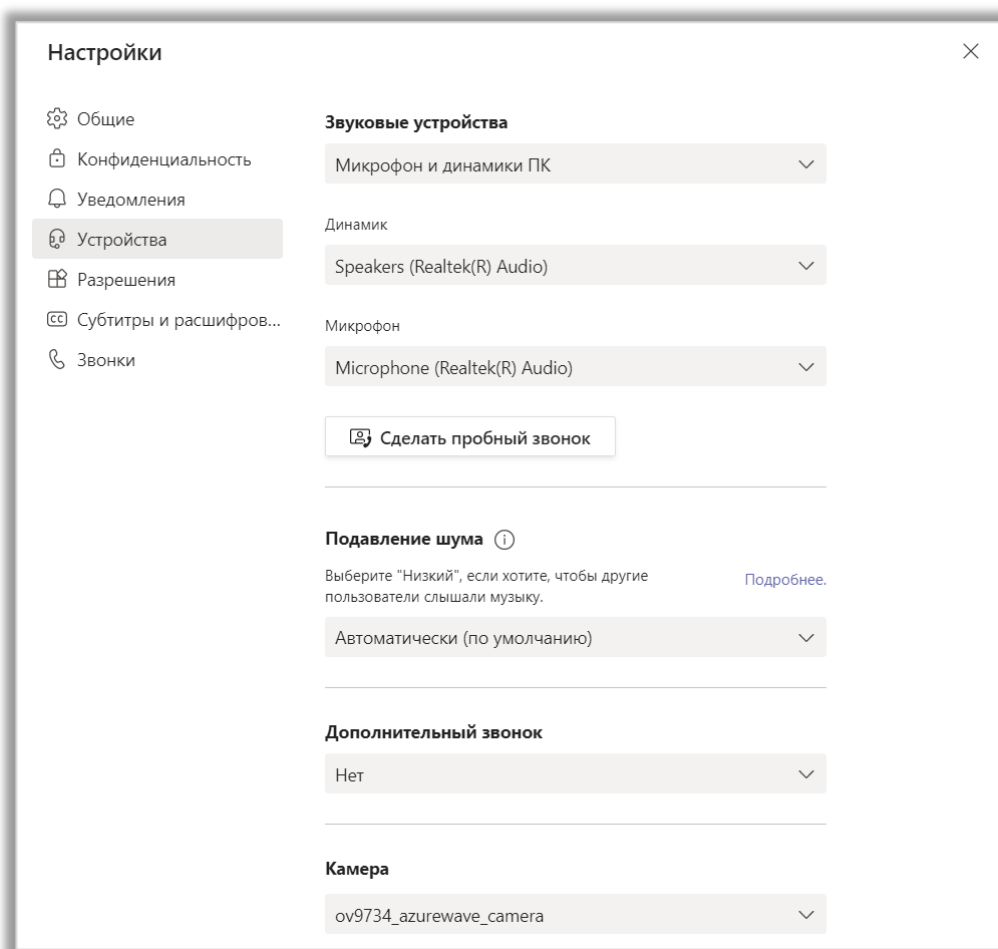 Настройки
Общие
Конфиденциальность
Уведомления
Устройства
Разрешения
Субтитры и расшифров...
Звонки
Звуковые устройства
Микрофон и динамики ПК
Динамик
Speakers (Realtek(R) Audio)
Микрофон
Microphone (Realtek(R) Audio)
Сделать пробный звонок
Подавление шума
Выберите "Низкий", если хотите, чтобы другие
пользователи слышали музыку.
Подробнее.
Автоматически (по умолчанию)
Дополнительный звонок
Нет
Камера
ov9734_azurewave_camera